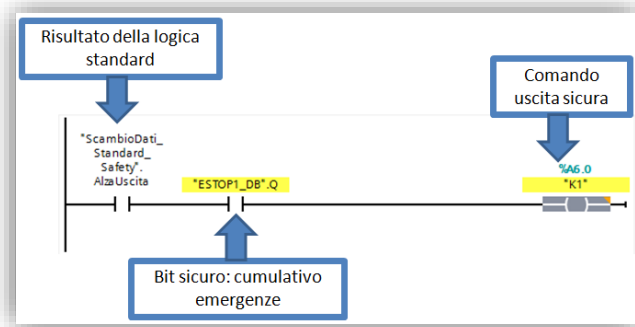 Risultato della logica
standard
Comando
uscita sicura
"ScambioDati_
Standard_
Safety".
AlzaUscita
"ESTOP1_DB".Q
%A6.0
"K1"
Bit sicuro: cumulativo
emergenze